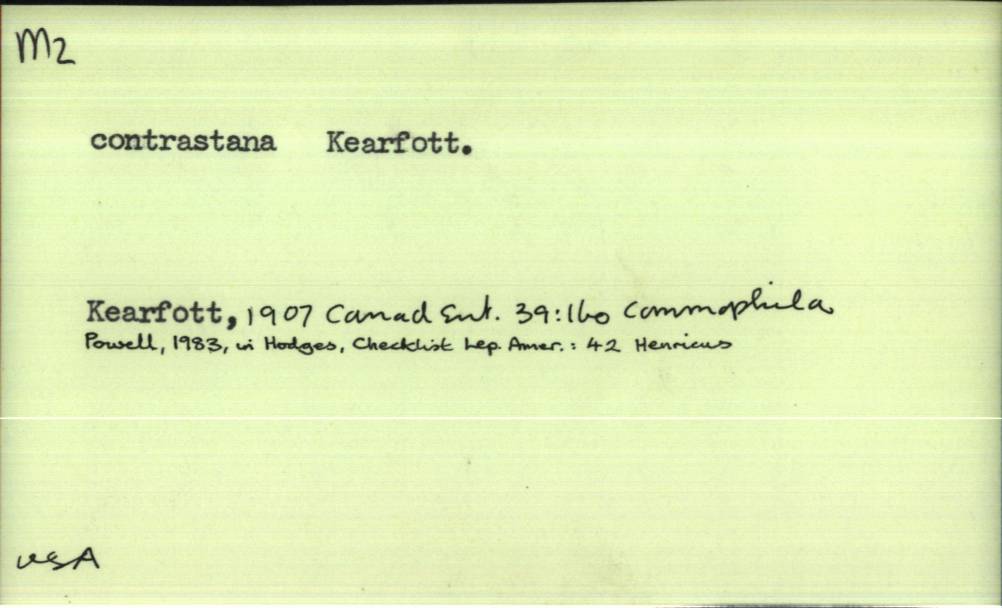 M2
contrastana Kearfott.
Kearfott, 1907 Canad Ent. 39:160 Commophila
Powell, 1983, in Hodges, Checklist Lep. Amer.: 42 Henricus
USA